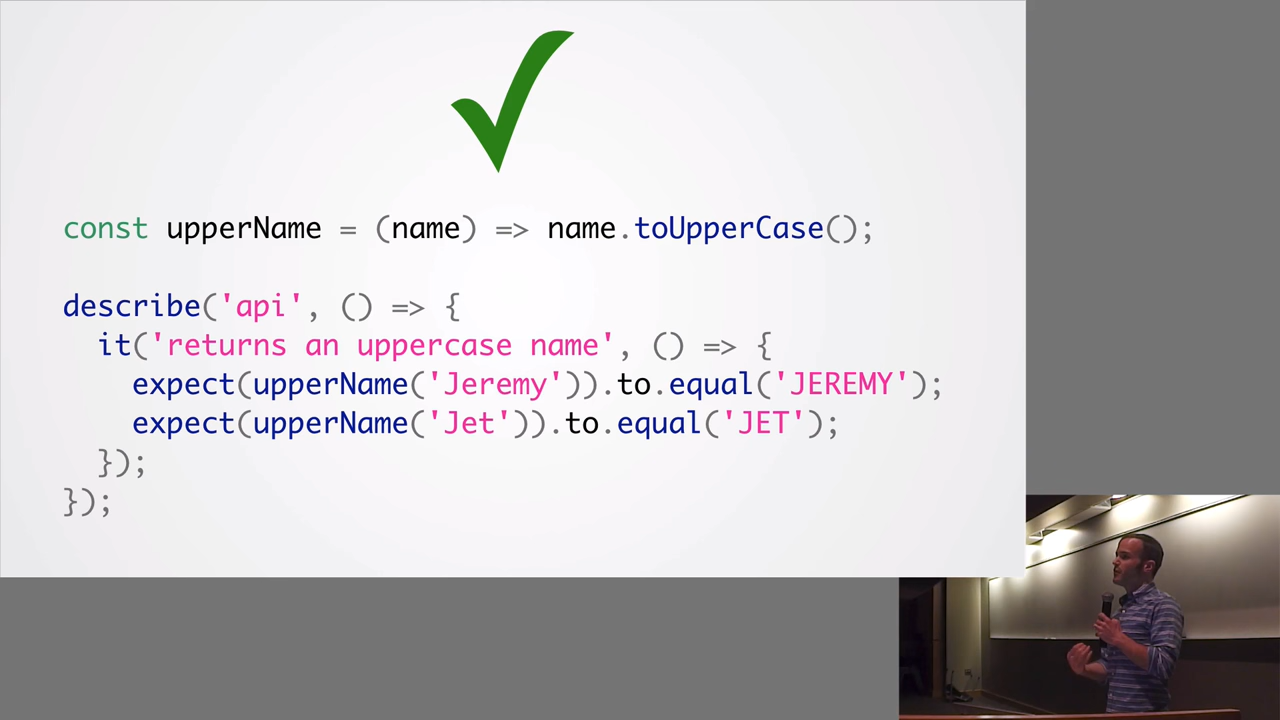 const upperName = (name) => name.toUpperCase();
describe('api', () => {
it('returns an uppercase name', () => {
expect(upperName('Jeremy')).to.equal('JEREMY');
expect(upperName('Jet')).to.equal('JET');
});
});